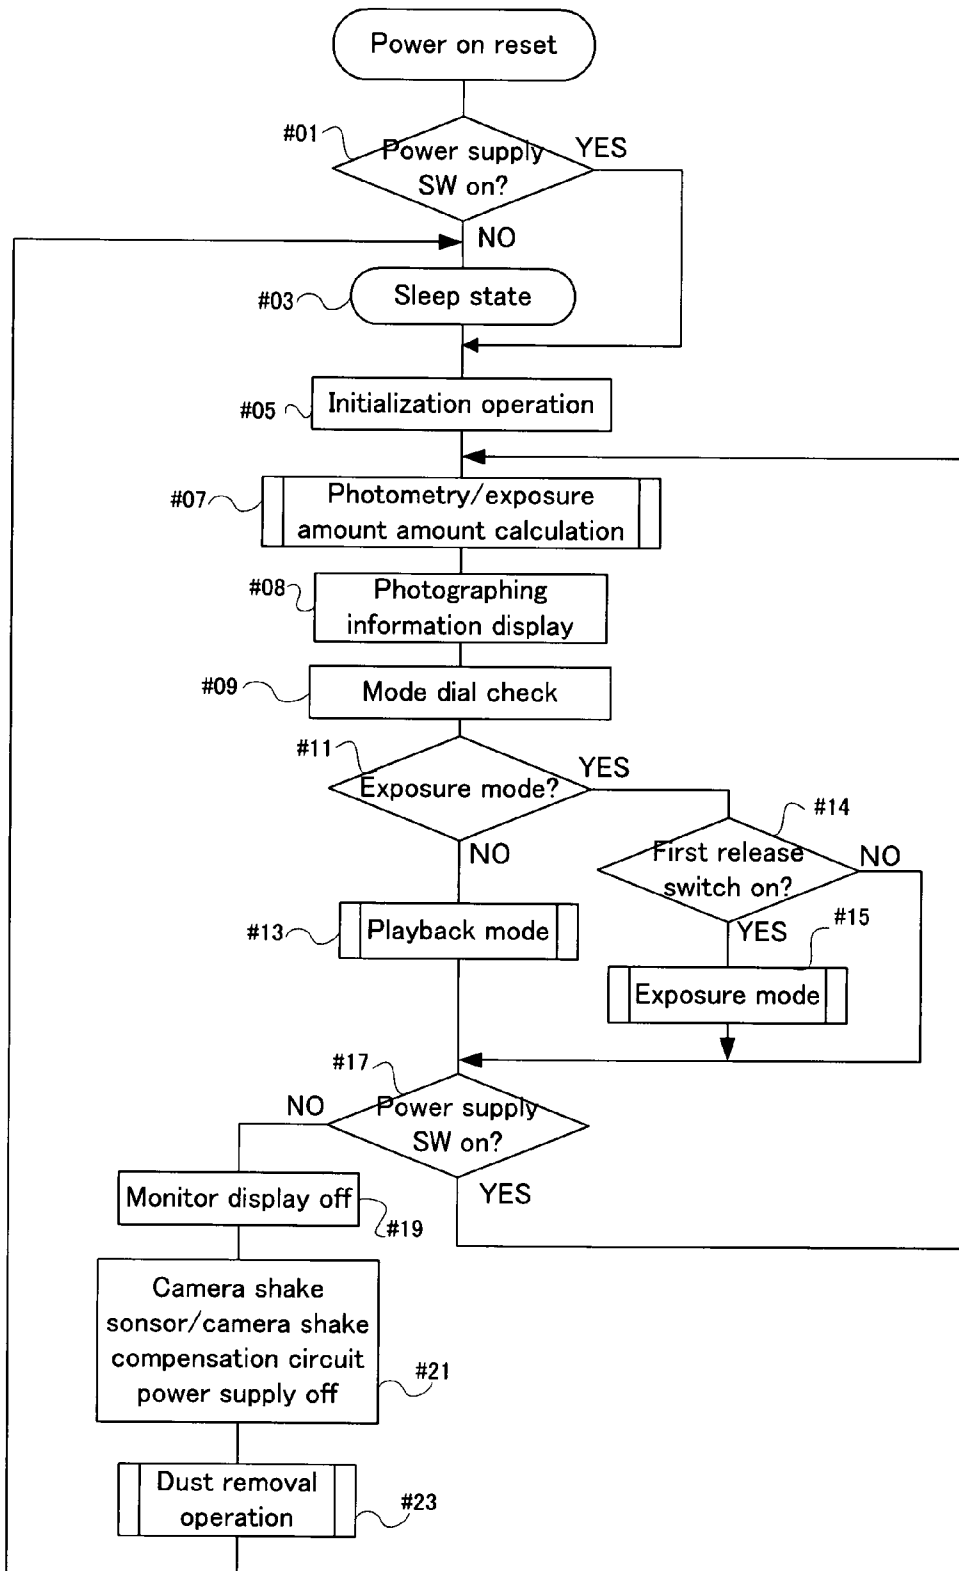 Power on reset
#01
Power supply
SW on?
YES
NO
#03
Sleep state
#05
Initialization operation
#07
Photometry/exposure
amount amount calculation
#08
Photographing
information display
#09
Mode dial check
#11
Exposure mode?
YES
NO
#14
First release
switch on?
NO
YES
#13
Playback mode
#15
Exposure mode
#17
Power supply
SW on?
NO
YES
Monitor display off
#19
Camera shake
sonsor/camera shake
compensation circuit
power supply off
#21
Dust removal
operation
#23